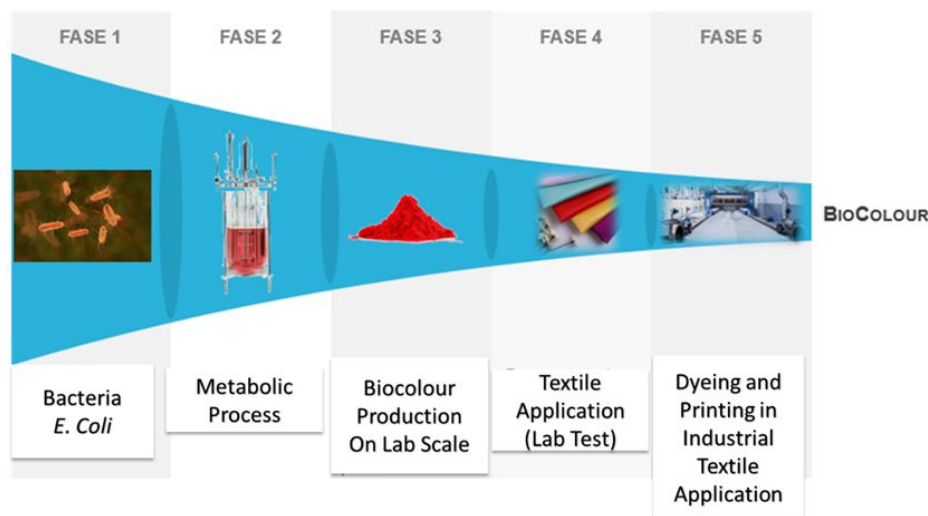 FASE 1
FASE 2
FASE 3
FASE 4
FASE 5
BIOCOLOUR
Bacteria
E. Coli
Metabolic
Process
Biocolour
Production
On Lab Scale
Textile
Application
(Lab Test)
Dyeing and
Printing in
Industrial
Textile
Application